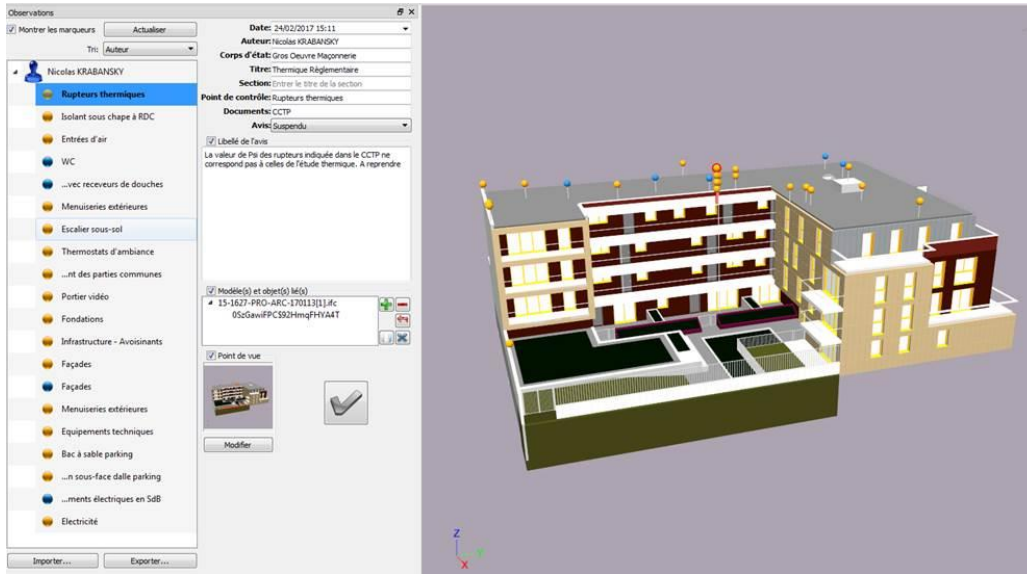 Observations
Montrer les marqueurs
Actualiser
Tri: Auteur
Nicolas KRABANSKY
Rupteurs thermiques
Isolant sous chape à RDC
Entrées d'air
WC
...vec receveurs de douches
Menuiseries extérieures
Escalier sous-sol
Thermostats d'ambiance
...nt des parties communes
Portier vidéo
Fondations
Infrastructure - Avoisinants
Façades
Façades
Menuiseries extérieures
Equipements techniques
Bac à sable parking
...n sous-face dalle parking
...ments électriques en SdB
Electricité
Importer...
Exporter...
Date: 24/02/2017 15:11
Auteur: Nicolas KRABANSKY
Corps d'état: Gros Oeuvre Maçonnerie
Titre: Thermique Règlementaire
Section: Entrer le titre de la section
Point de contrôle: Rupteurs thermiques
Documents: CCTP
Avis: Suspendu
Libellé de l'avis
La valeur de Psi des rupteurs indiquée dans le CCTP ne
correspond pas à celles de l'étude thermique. A reprendre
Modèle(s) et objet(s) lié(s)
15-1627-PRO-ARC-170113[1].ifc
0SzGawiFPCS92HmqFHYA4T
Point de vue
Modifier
Z
Y
X